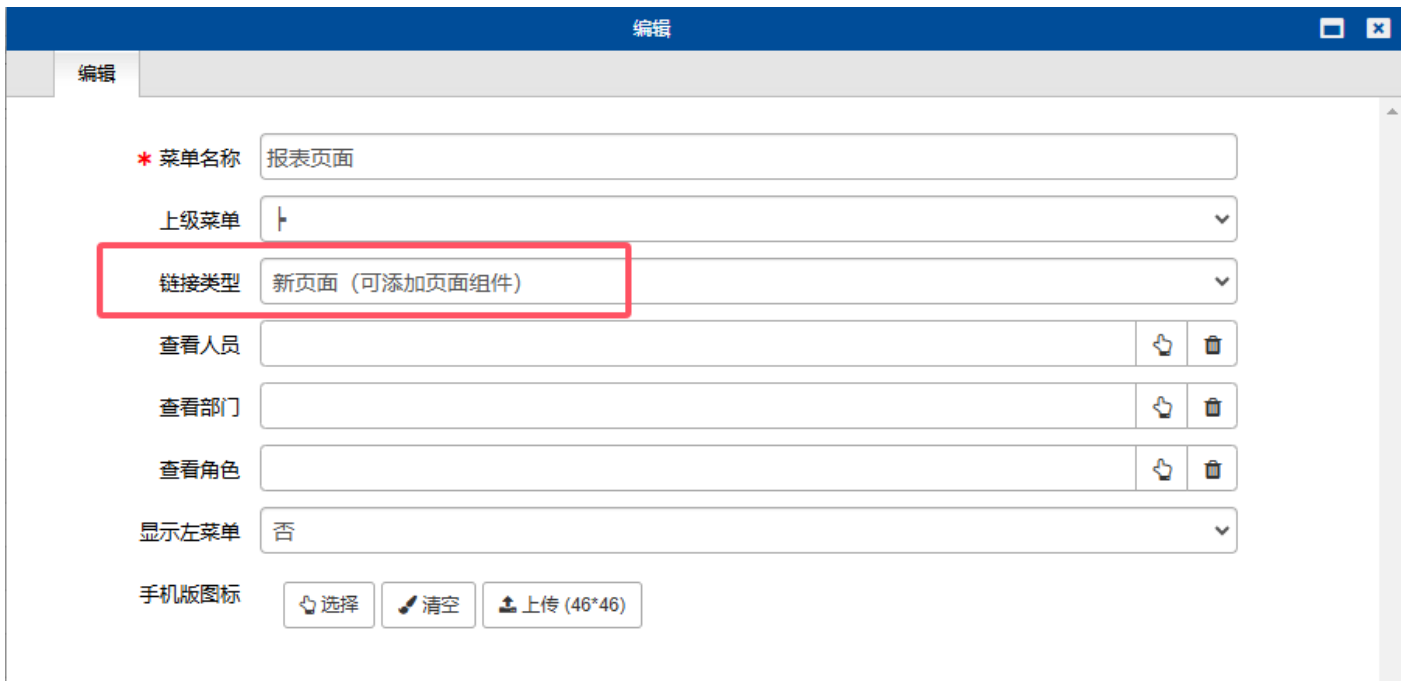 编辑
编辑
* 菜单名称 报表页面
上级菜单 ├
链接类型 新页面（可添加页面组件）
查看人员
查看部门
查看角色
显示左菜单 否
手机版图标 选择 清空 上传 (46*46)